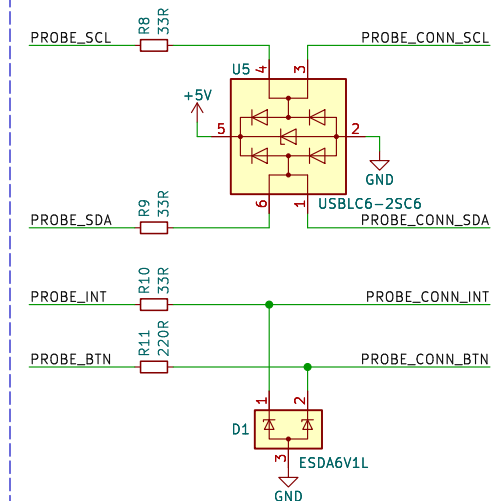 R8
33R
PROBE_SCL
PROBE_CONN_SCL
U5
4
3
+5V
5
2
GND
6
1
USBLC6-2SC6
R9
33R
PROBE_SDA
PROBE_CONN_SDA
R10
33R
PROBE_INT
PROBE_CONN_INT
R11
220R
PROBE_BTN
PROBE_CONN_BTN
1
2
D1
3
ESDA6V1L
GND